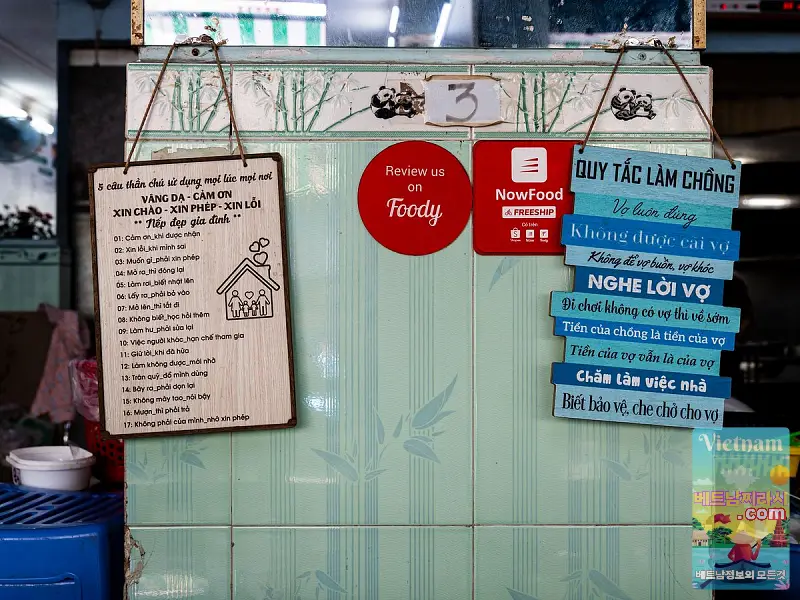 3
5 câu thần chú sử dụng mọi lúc mọi nơi
VÂNG DẠ - CẢM ƠN
XIN CHÀO - XIN PHÉP - XIN LỖI
** Nếp đẹp gia đình **
01: Cảm ơn_khi được nhận
02: Xin lỗi_khi mình sai
03: Muốn gì_phải xin phép
04: Mở ra_thì đóng lại
05: Làm rơi_biết nhặt lên
06: Lấy ra_phải bỏ vào
07: Mở lên_thì tắt đi
08: Không biết_học hỏi thêm
09: Làm hư_phải sửa lại
10: Việc người khác_hạn chế tham gia
11: Giữ lời_khi đã hứa
12: Làm không được_mới nhờ
13: Trân quý_đồ mình dùng
14: Bày ra_phải dọn lại
15: Không mày tao_nói bậy
16: Mượn_thì phải trả
17: Không phải của mình_nhớ xin phép
Review us
on
Foody
NowFood
FREESHIP
Có trên
QUY TẮC LÀM CHỒNG
Vợ luôn đúng
Không được cãi vợ
Không để vợ buồn, vợ khóc
NGHE LỜI VỢ
Đi chơi không có vợ thì về sớm
Tiền của chồng là tiền của vợ
Tiền của vợ vẫn là của vợ
Chăm làm việc nhà
Biết bảo vệ, che chở cho vợ
Vietnam
베트남찌라시
.com
베트남정보의 모든것